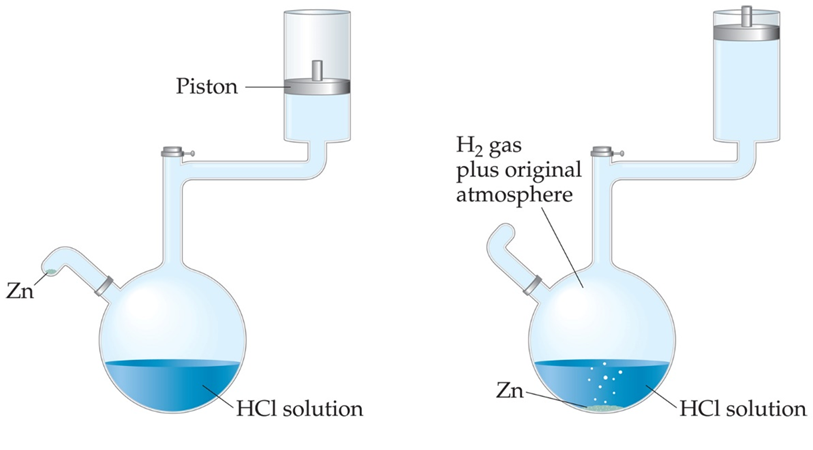 Piston
Zn
HCl solution
H₂ gas
plus original
atmosphere
Zn
HCl solution